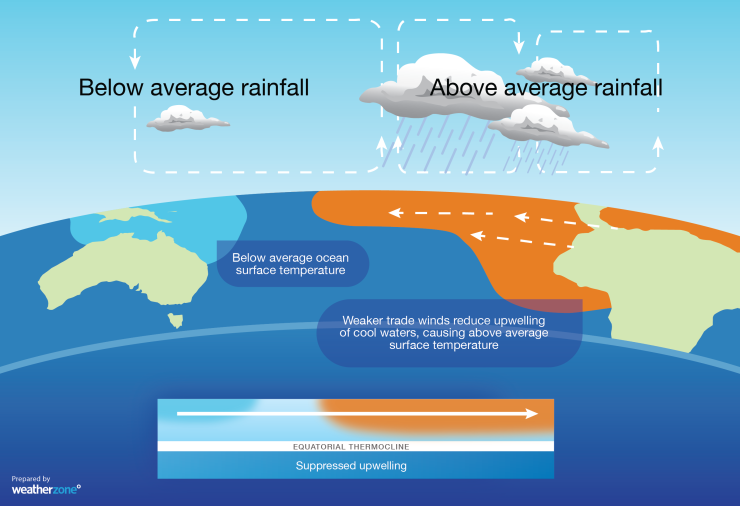 Below average rainfall
Above average rainfall
Below average ocean
surface temperature
Weaker trade winds reduce upwelling
of cool waters, causing above average
surface temperature
EQUATORIAL THERMOCLINE
Suppressed upwelling
Prepared by
weatherzone°